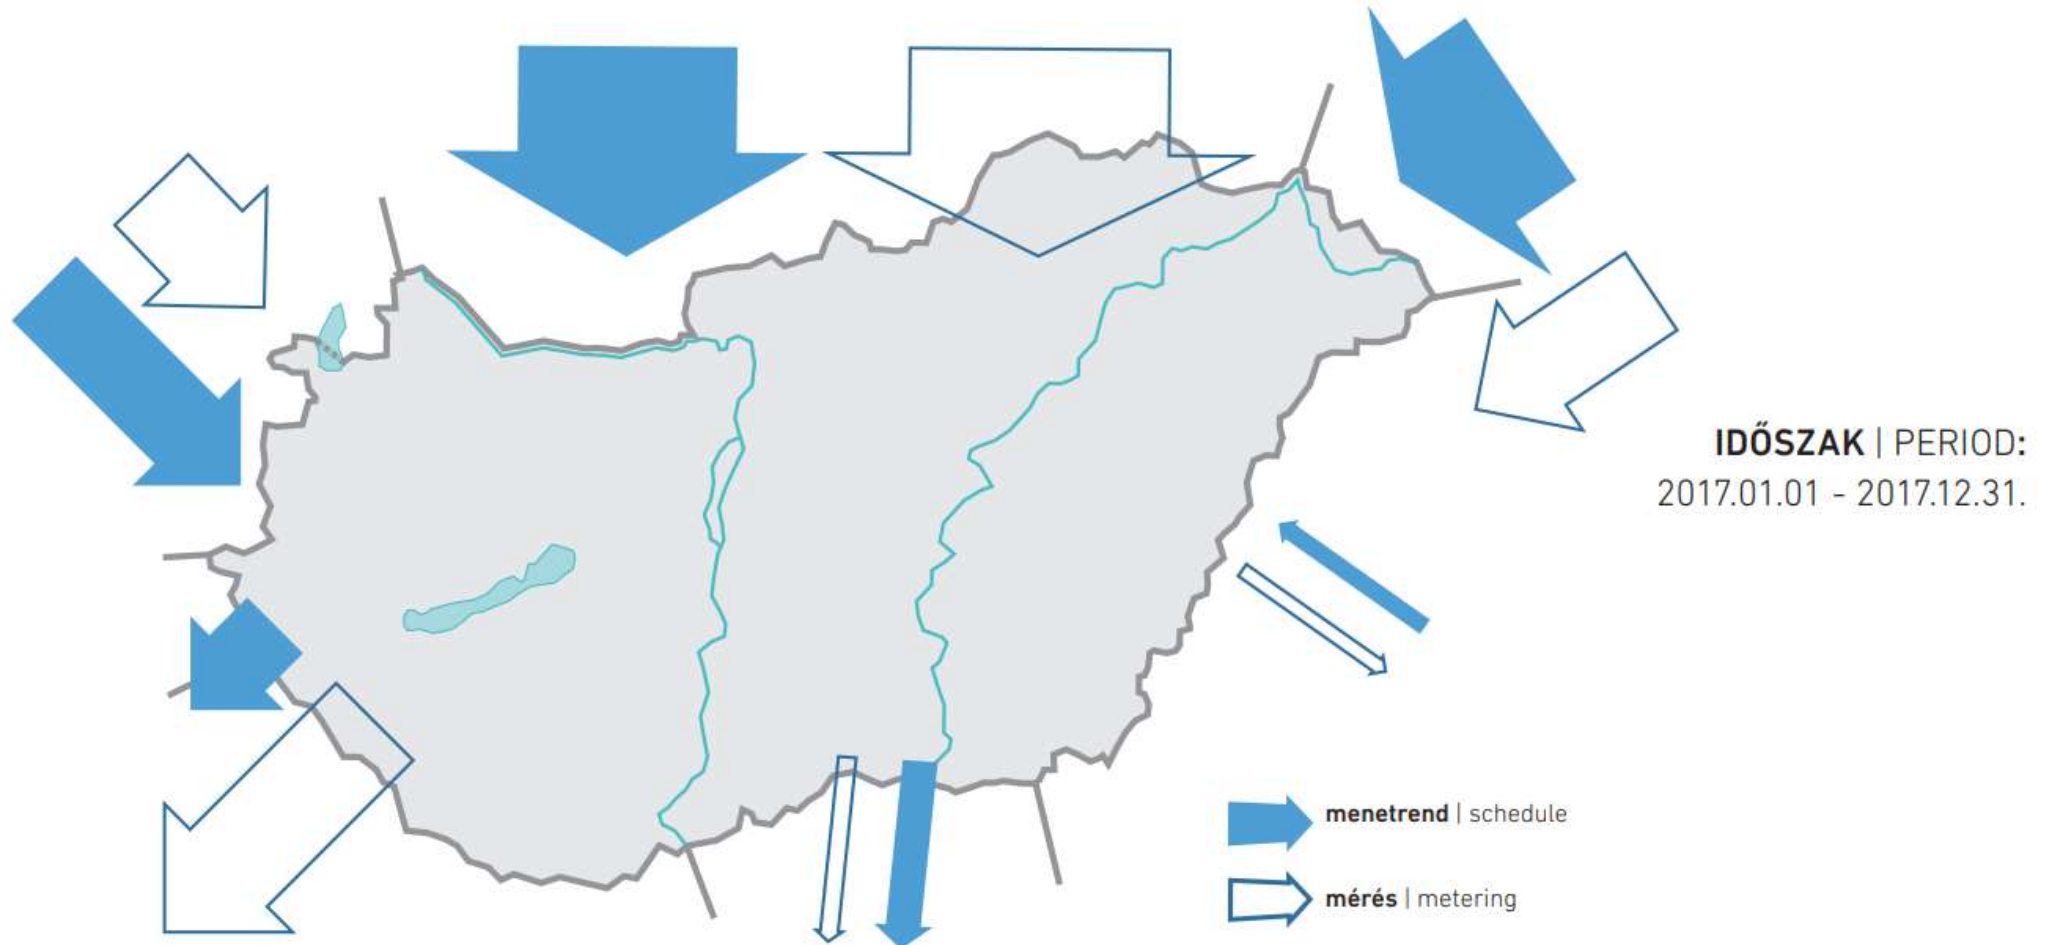 IDŐSZAK | PERIOD:
2017.01.01 - 2017.12.31.
menetrend | schedule
mérés | metering